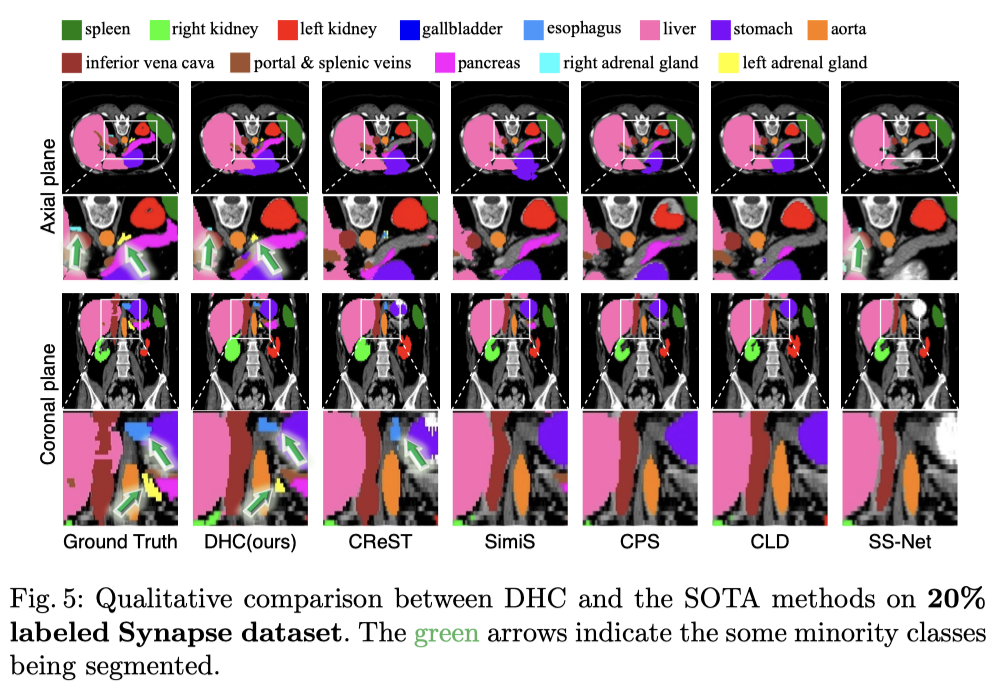 spleen right kidney left kidney gallbladder esophagus liver stomach aorta
inferior vena cava portal & splenic veins pancreas right adrenal gland left adrenal gland
Axial plane
Coronal plane
Ground Truth DHC(ours) CReST SimiS CPS CLD SS-Net
Fig. 5: Qualitative comparison between DHC and the SOTA methods on 20%
labeled Synapse dataset. The green arrows indicate the some minority classes
being segmented.